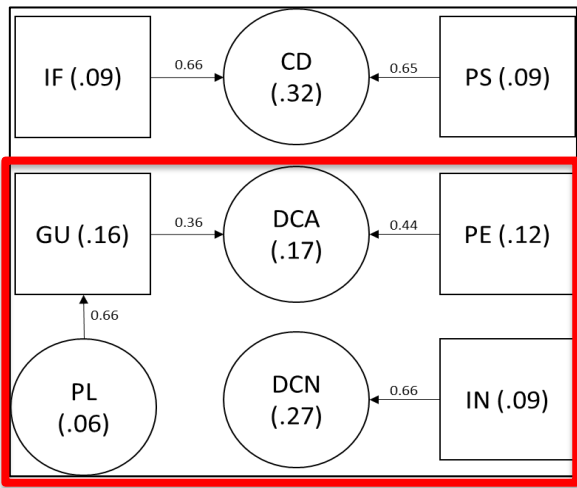 IF (.09)
0.66
CD
(.32)
0.65
PS (.09)
GU (.16)
0.36
DCA
(.17)
0.44
PE (.12)
0.66
PL
(.06)
DCN
(.27)
0.66
IN (.09)